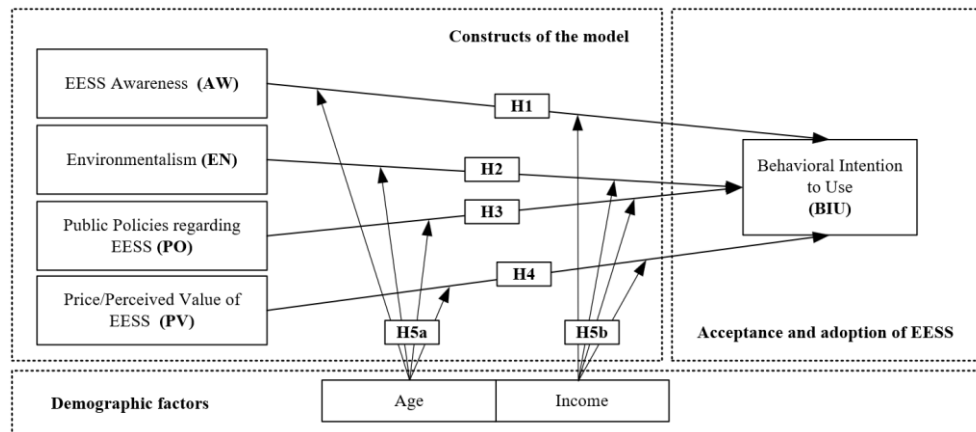 Constructs of the model
EESS Awareness (AW)
H1
Environmentalism (EN)
H2
Public Policies regarding
EESS (PO)
H3
Price/Perceived Value of
EESS (PV)
H4
H5a
H5b
Behavioral Intention
to Use
(BIU)
Acceptance and adoption of EESS
Demographic factors
Age
Income